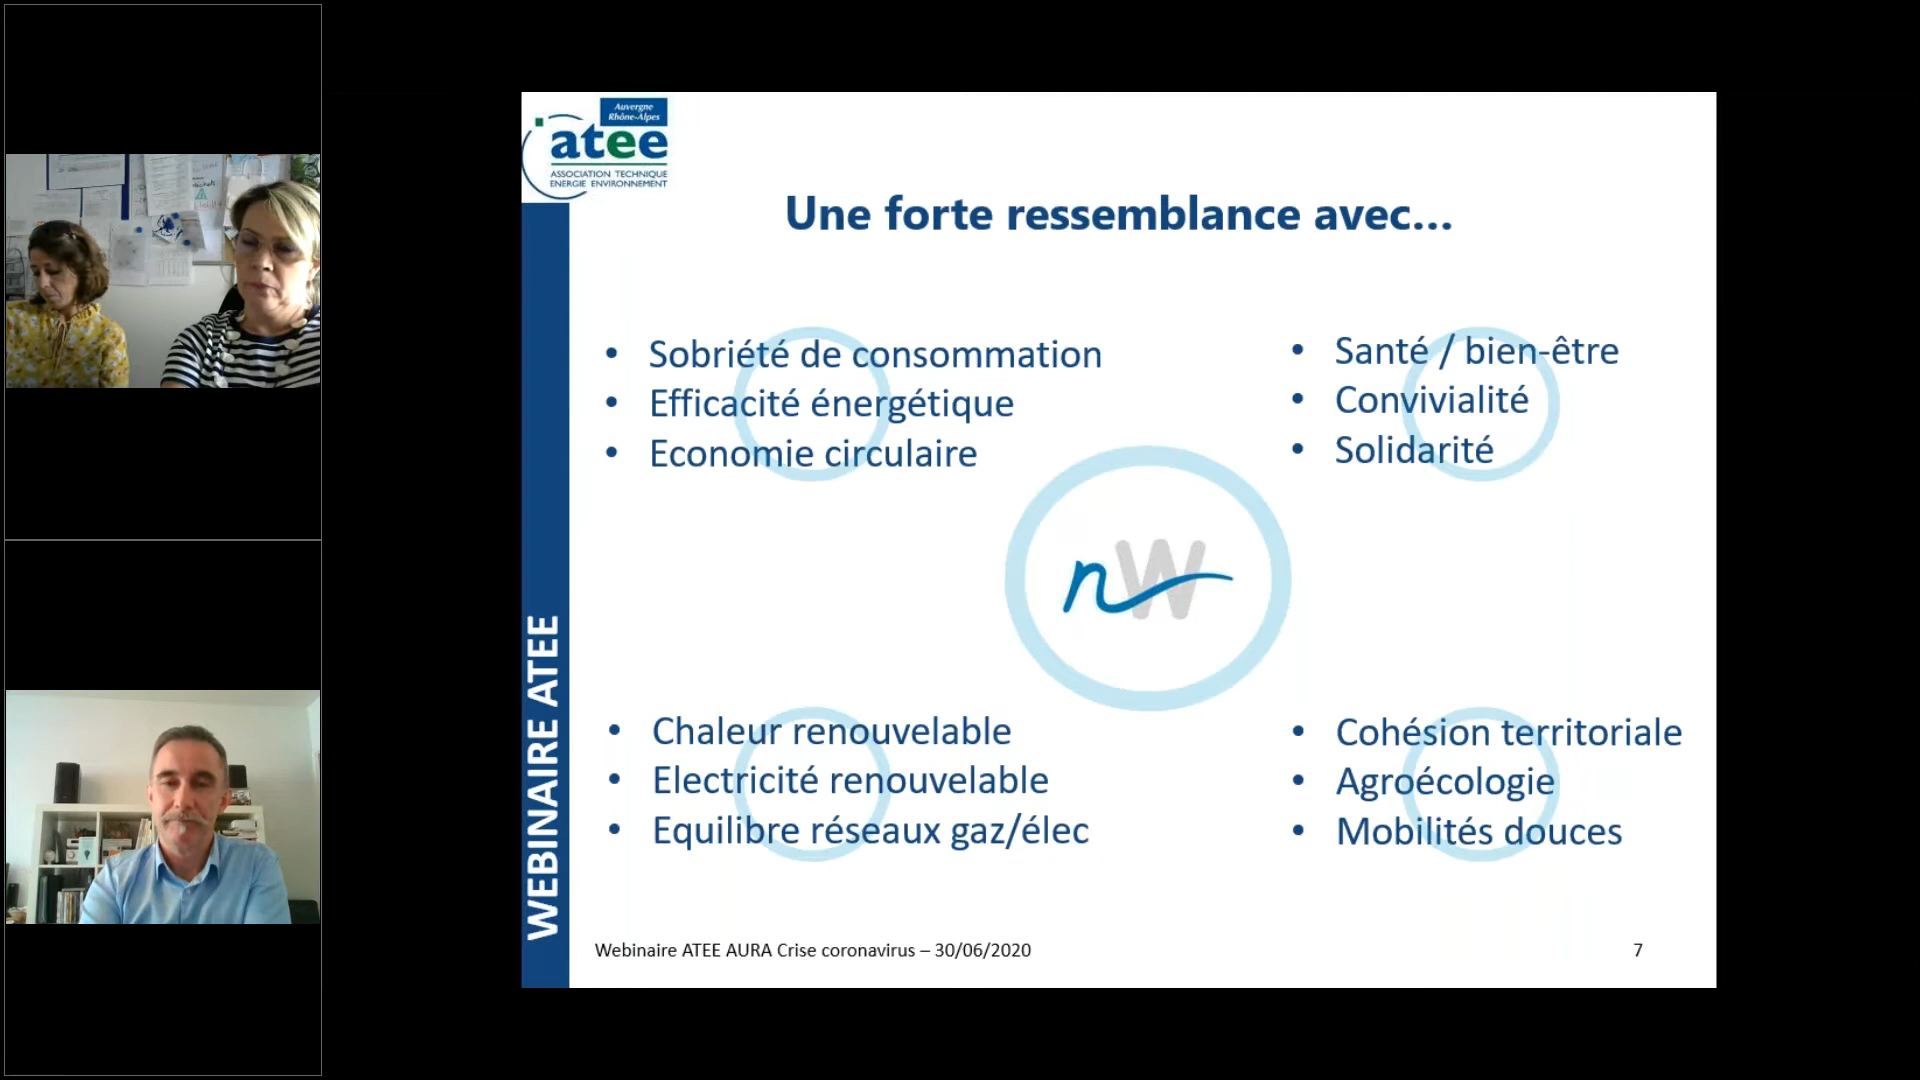 Auvergne
Rhône-Alpes
atee
ASSOCIATION TECHNIQUE
ENERGIE ENVIRONNEMENT
Une forte ressemblance avec...
• Sobriété de consommation
• Efficacité énergétique
• Economie circulaire
• Santé / bien-être
• Convivialité
• Solidarité
nW
• Chaleur renouvelable
• Electricité renouvelable
• Equilibre réseaux gaz/élec
• Cohésion territoriale
• Agroécologie
• Mobilités douces
WEBINAIRE ATEE
Webinaire ATEE AURA Crise coronavirus – 30/06/2020
7